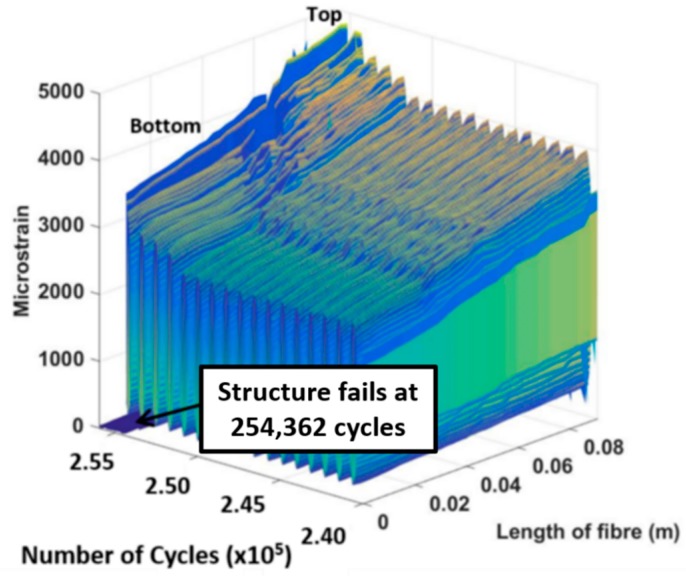 Top
5000
Bottom
4000
3000
2000
1000
0
Microstrain
Structure fails at
254,362 cycles
2.55
2.50
2.45
2.40
0
0.02
0.04
0.06
0.08
Length of fibre (m)
Number of Cycles (x10⁵)